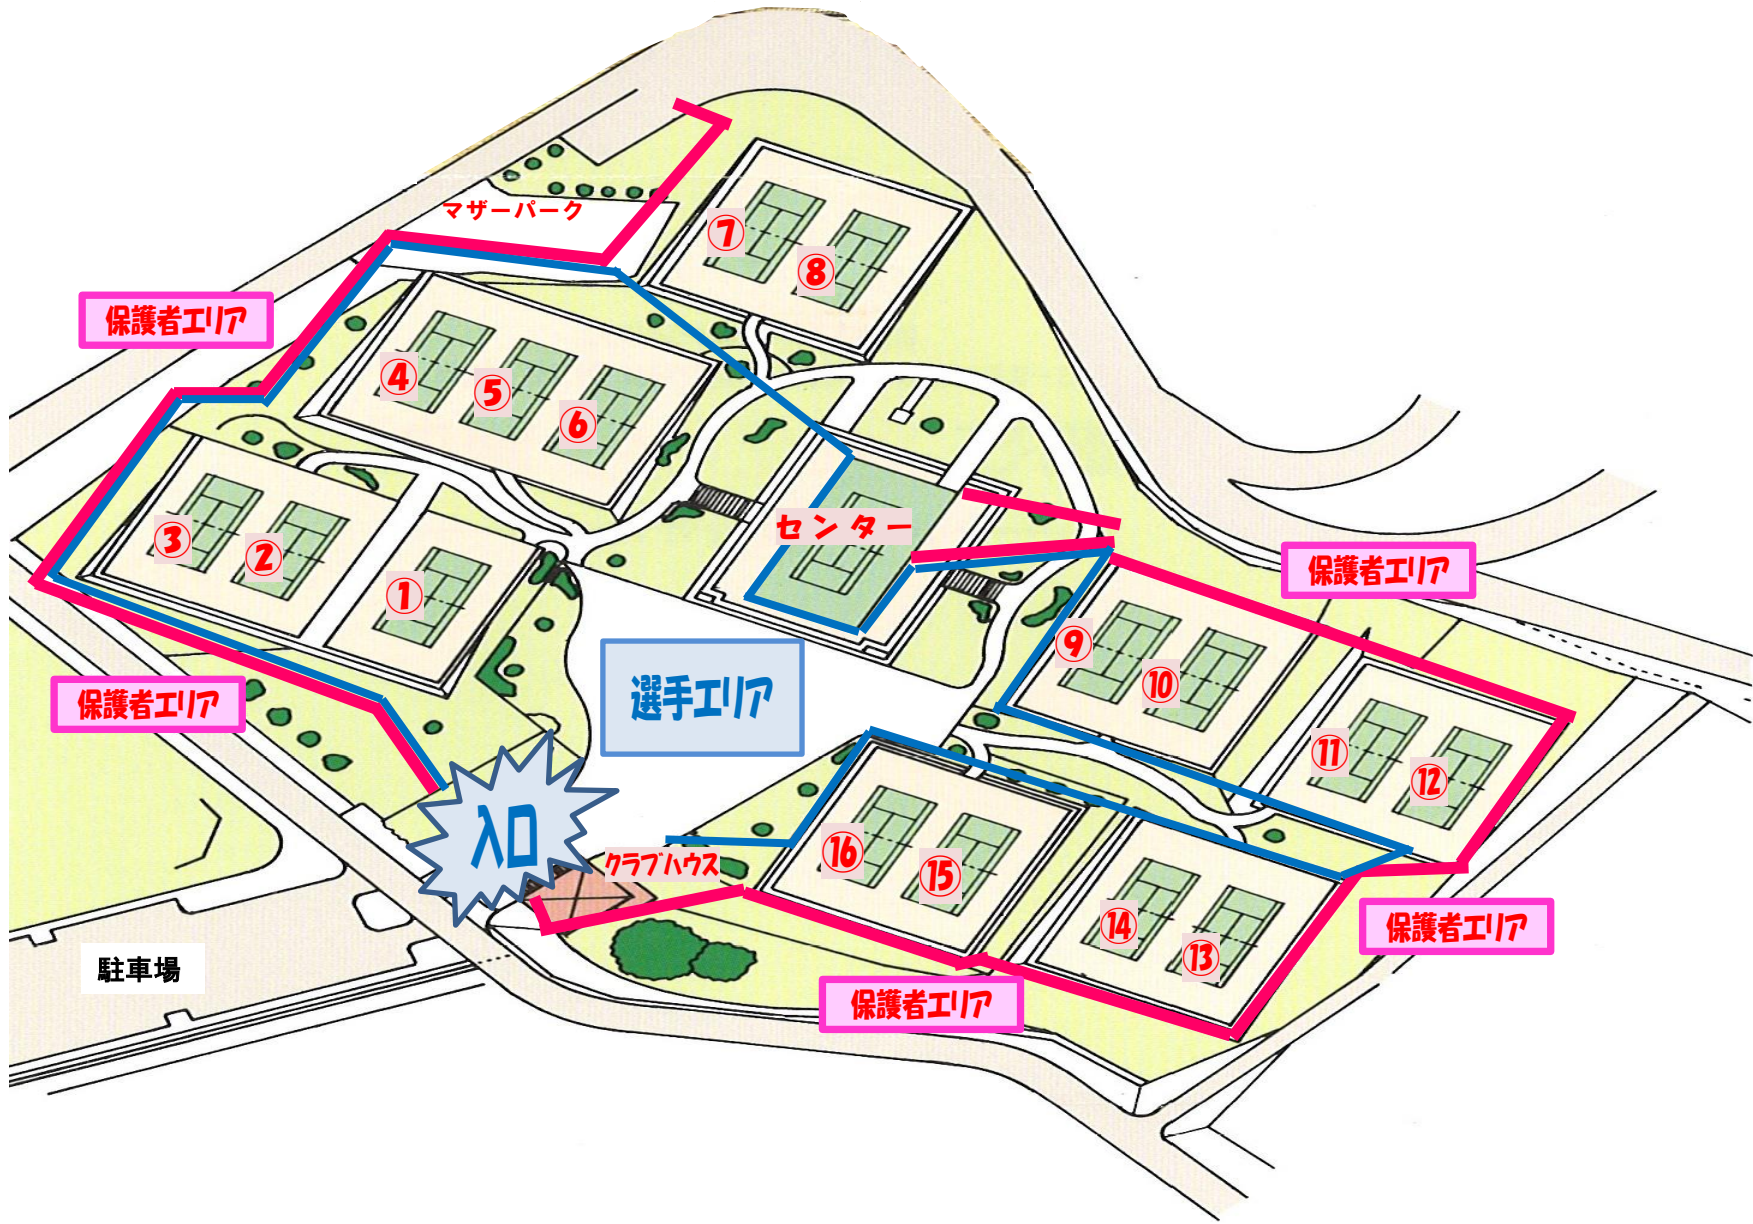 マザーパーク
⑦
⑧
保護者エリア
④
⑤
⑥
③
②
①
センター
保護者エリア
⑨
⑩
保護者エリア
選手エリア
⑪
⑫
入口
クラブハウス
⑯
⑮
⑭
⑬
保護者エリア
駐車場
保護者エリア